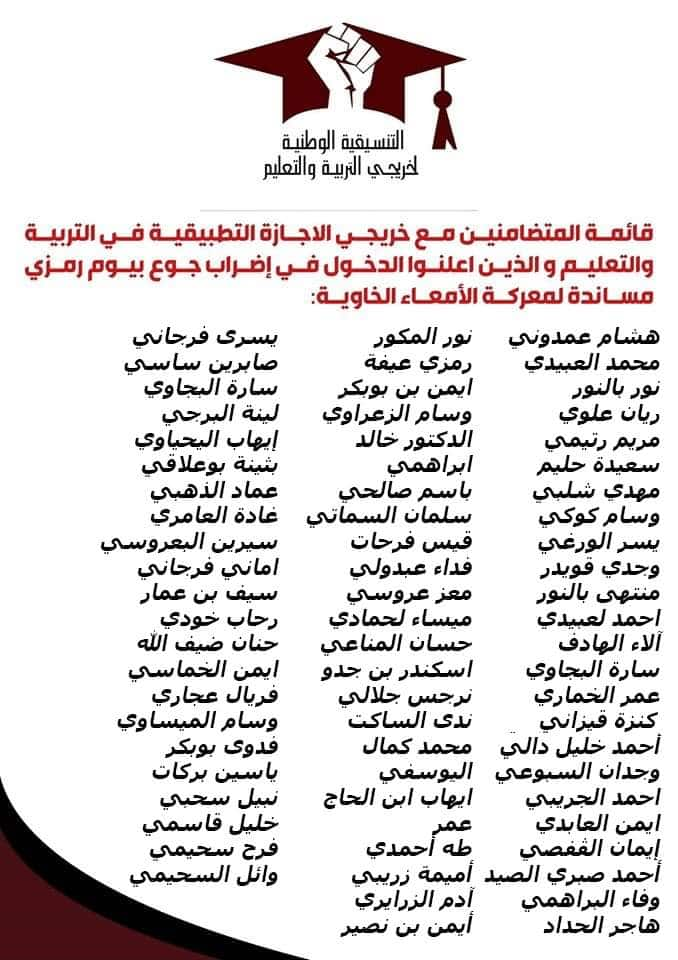 التنسيقية الوطنية
لخريجي التربية والتعليم
قائمة المتضامنين مع خريجي الاجازة التطبيقية في التربية
والتعليم و الذين اعلنوا الدخول في إضراب جوع بيوم رمزي
مساندة لمعركة الأمعاء الخاوية:
هشام عمدوني
محمد العبيدي
نور بالنور
ريان علوي
مريم رتيمي
سعيدة حليم
مهدي شلبي
وسام كوكي
يسر الورغي
وجدي قويدر
منتهى بالنور
احمد لعبيدي
آلاء الهادف
سارة البجاوي
عمر الخماري
كنزة قيزاني
أحمد خليل دالي
وجدان السبوعي
احمد الجريبي
ايمن العابدي
إيمان القفصي
أحمد صبري الصيد
وفاء البراهمي
هاجر الحداد
نور المكور
رمزي عيفة
ايمن بن بوبكر
وسام الزعراوي
الدكتور خالد
ابراهمي
باسم صالحي
سلمان السماتي
قيس فرحات
فداء عبدولي
معز عروسي
ميساء لحمادي
حسان المناعي
اسكندر بن جدو
نرجس جلالي
ندى الساكت
محمد كمال
اليوسفي
ايهاب ابن الحاج
عمر
طه أحمدي
أميمة زريبي
آدم الزرايري
أيمن بن نصير
يسرى فرجاني
صابرين ساسي
سارة البجاوي
لينة البرجي
إيهاب اليحياوي
بثينة بوعلاقي
عماد الذهبي
غادة العامري
سيرين البعروسي
اماني فرجاني
سيف بن عمار
رحاب خودي
حنان ضيف الله
ايمن الخماسي
فريال عجاري
وسام الميساوي
فدوى بوبكر
ياسين بركات
نبيل سحبي
خليل قاسمي
فرح سحيمي
وائل السحيمي